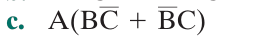 c. A(BC̅ + B̅C)